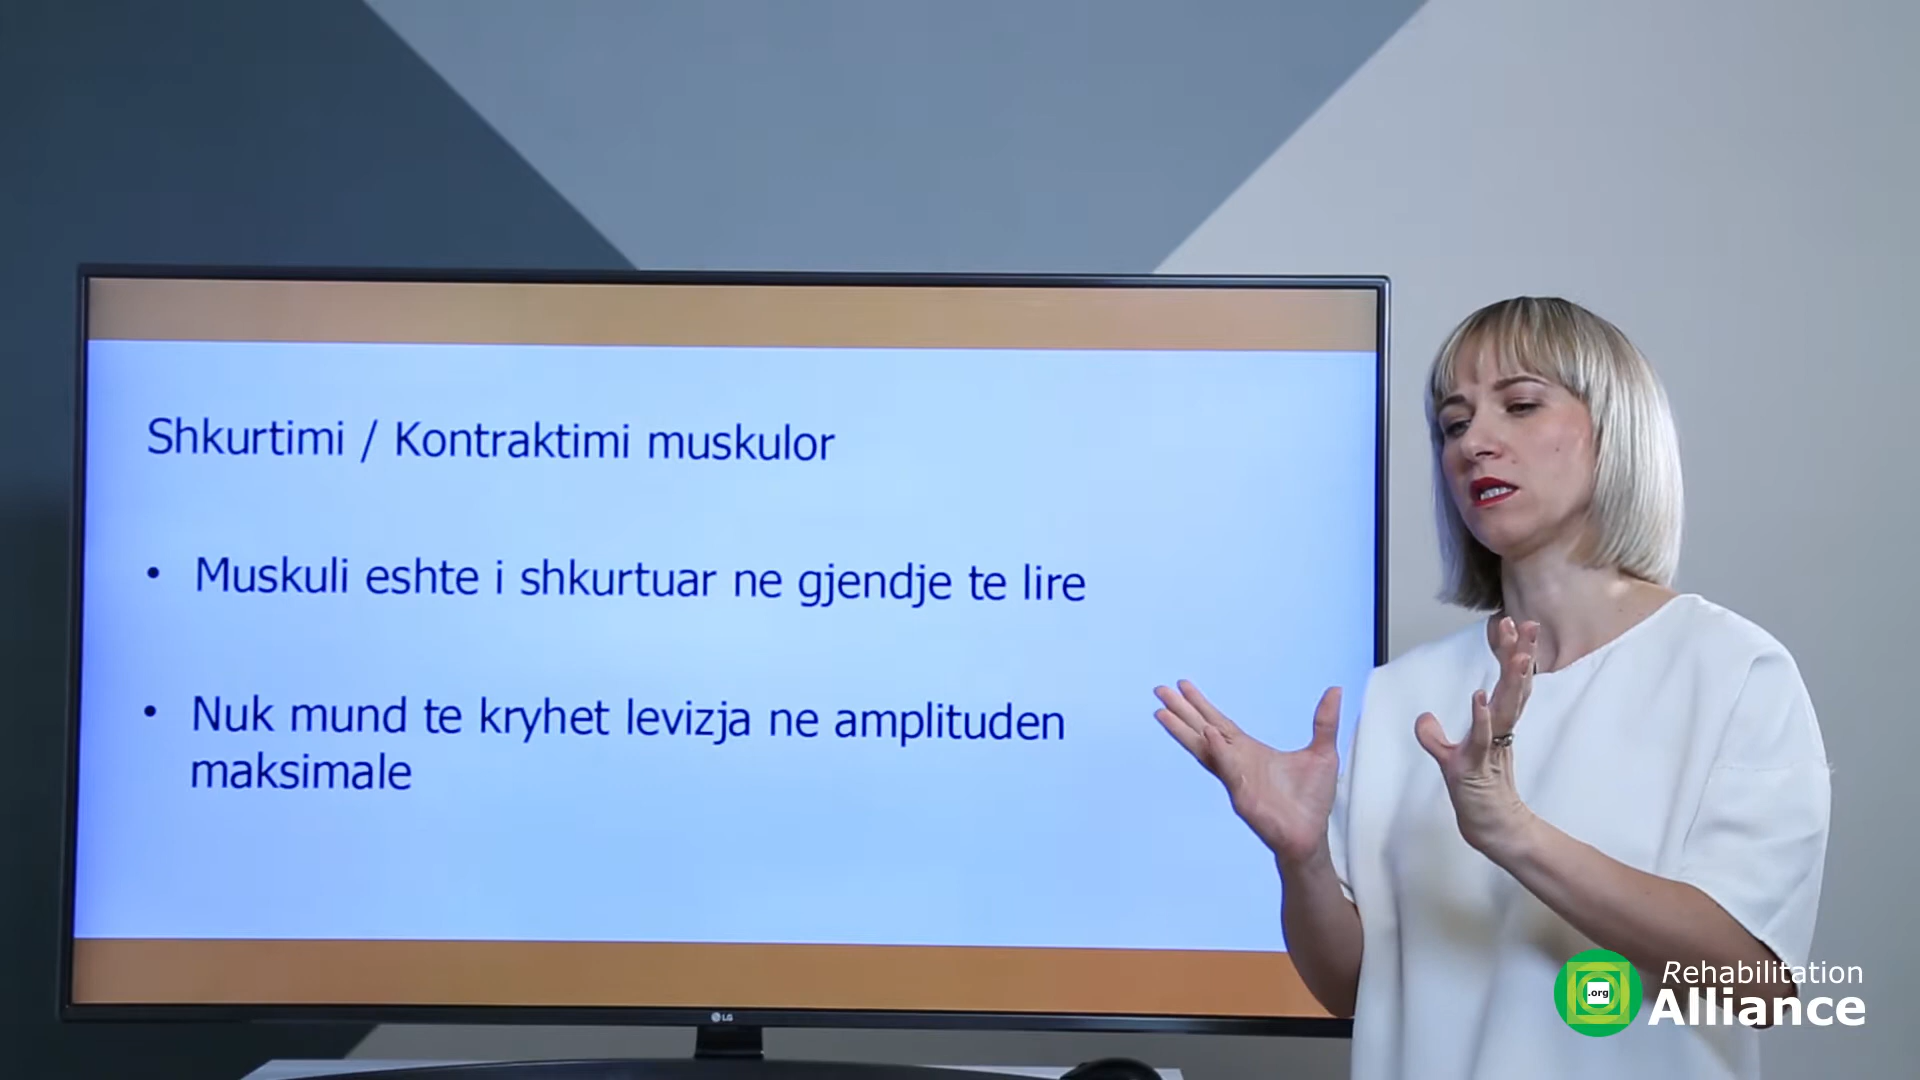 Shkurtimi / Kontraktimi muskulor
• Muskuli eshte i shkurtuar ne gjendje te lire
• Nuk mund te kryhet levizja ne amplituden
maksimale
LG
.org
Rehabilitation
Alliance